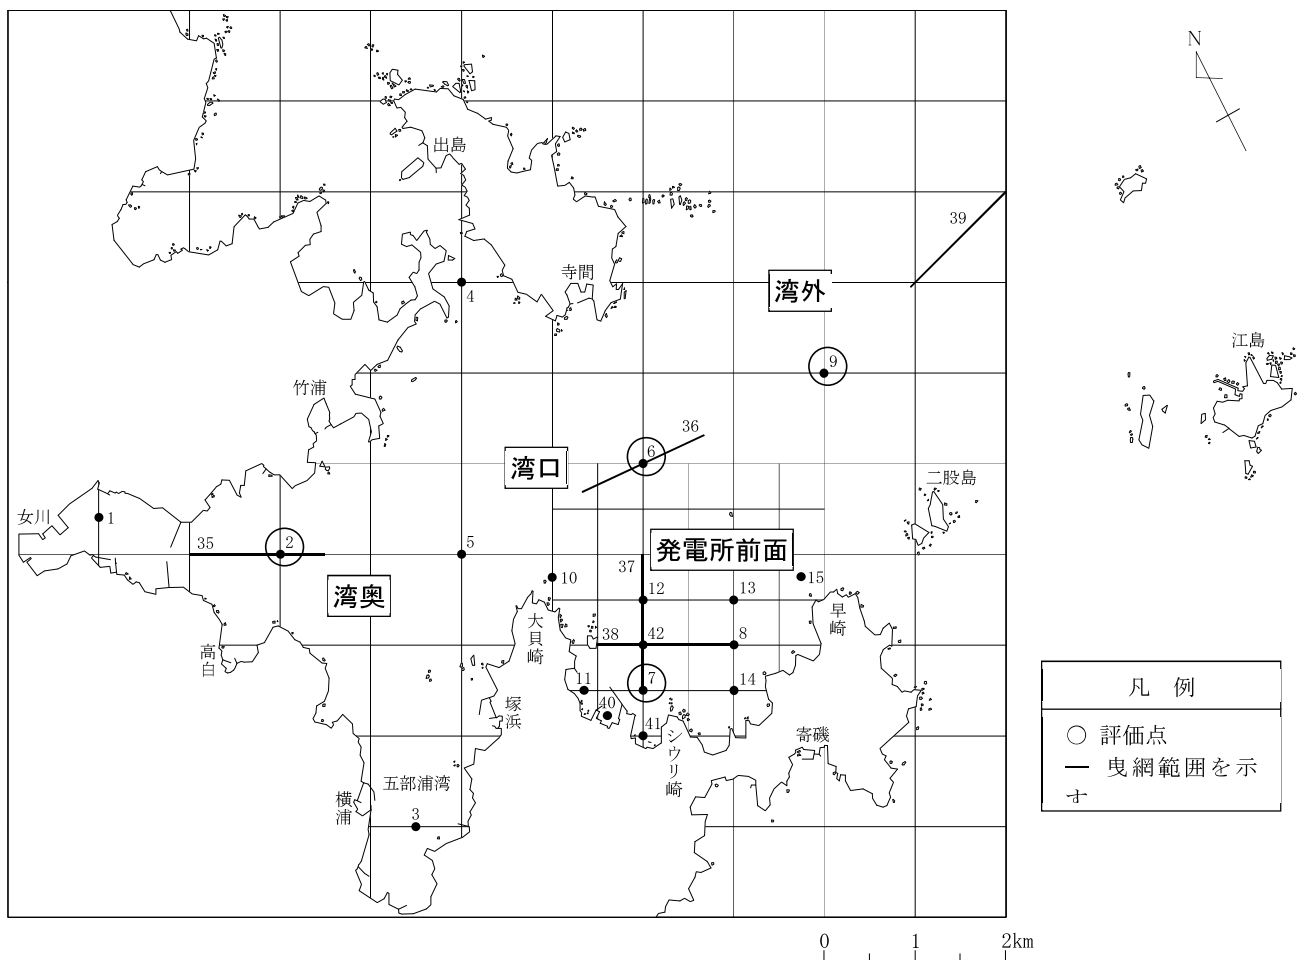 N
出島
39
寺間
4
湾外
江島
9
竹浦
36
6
湾口
二股島
女川
1
35
2
5
発電所前面
37
10
15
湾奥
12
13
大貝崎
早崎
38
42
8
高白
11
7
14
40
塚浜
41
シウリ崎
寄磯
凡 例
○ 評価点
― 曳網範囲を示
す
五部浦湾
横浦
3
0 1 2km